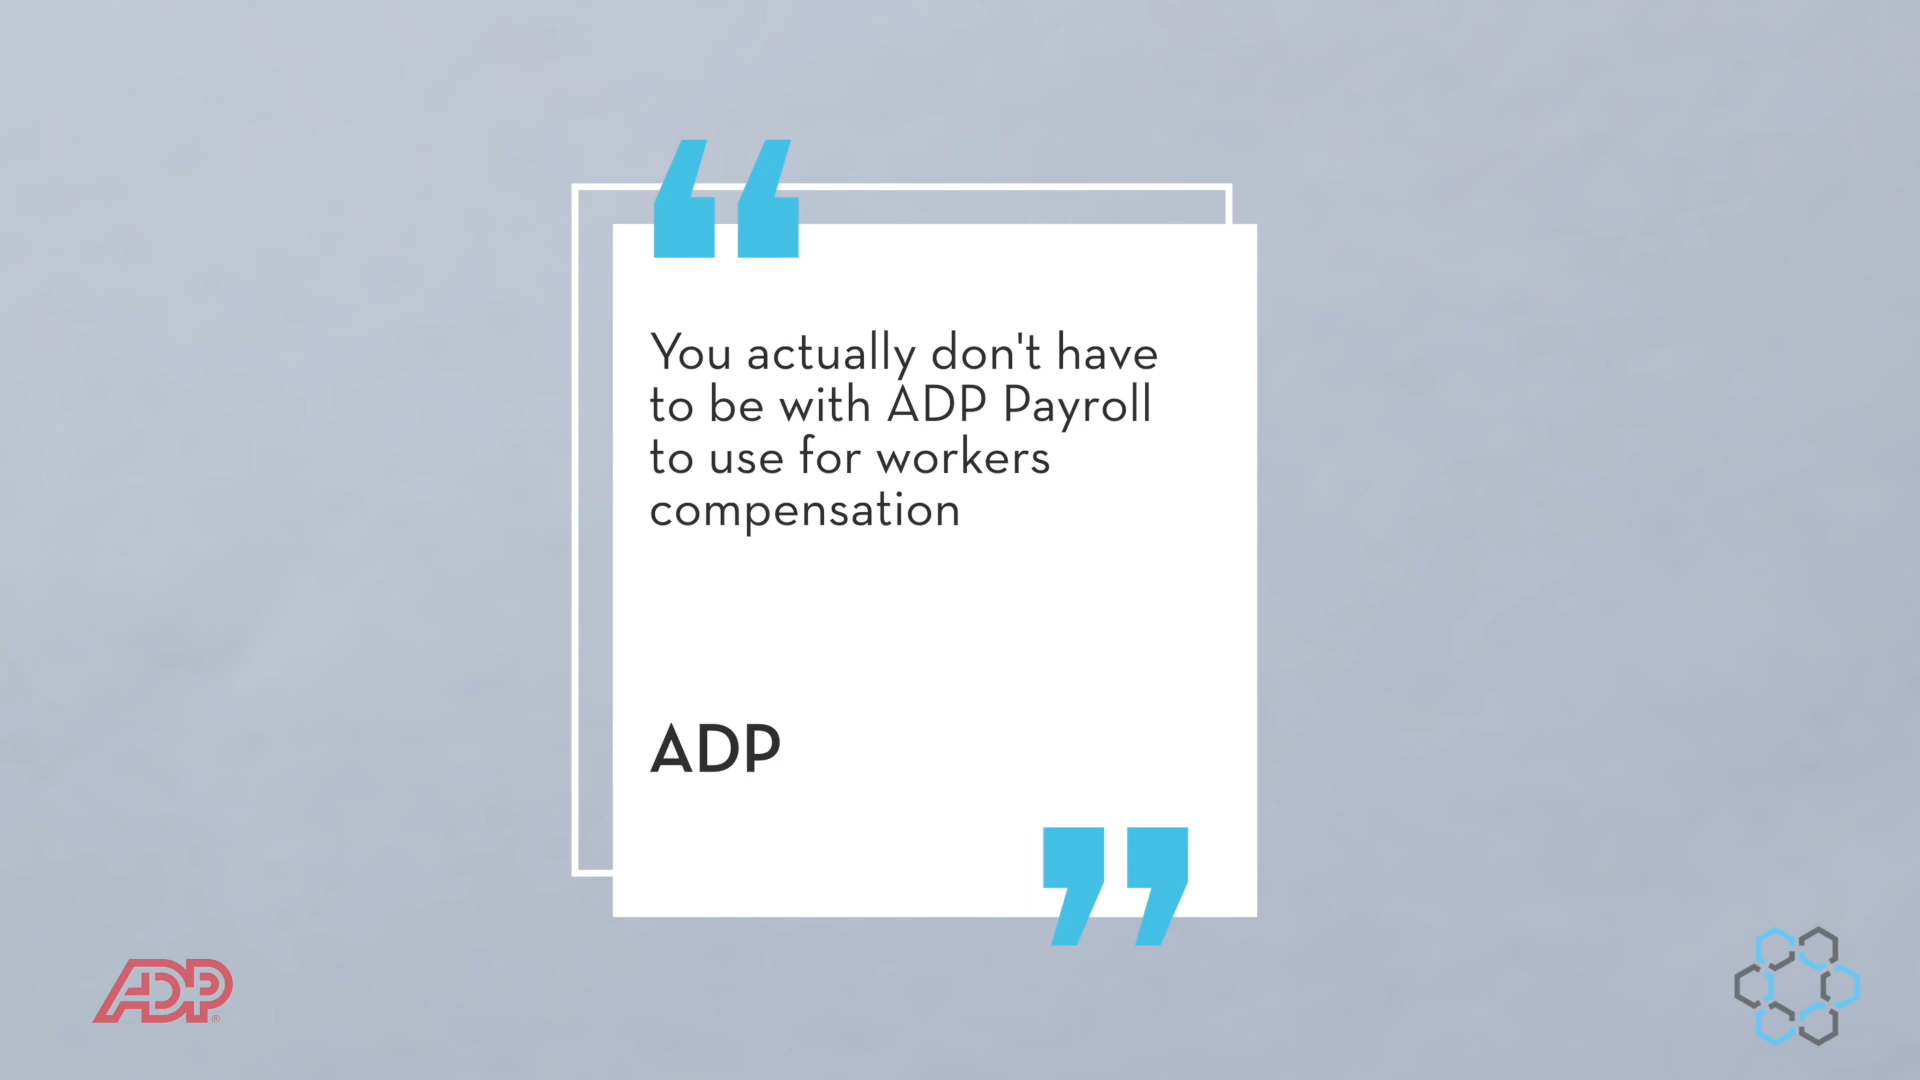 You actually don't have
to be with ADP Payroll
to use for workers
compensation
ADP
ADP